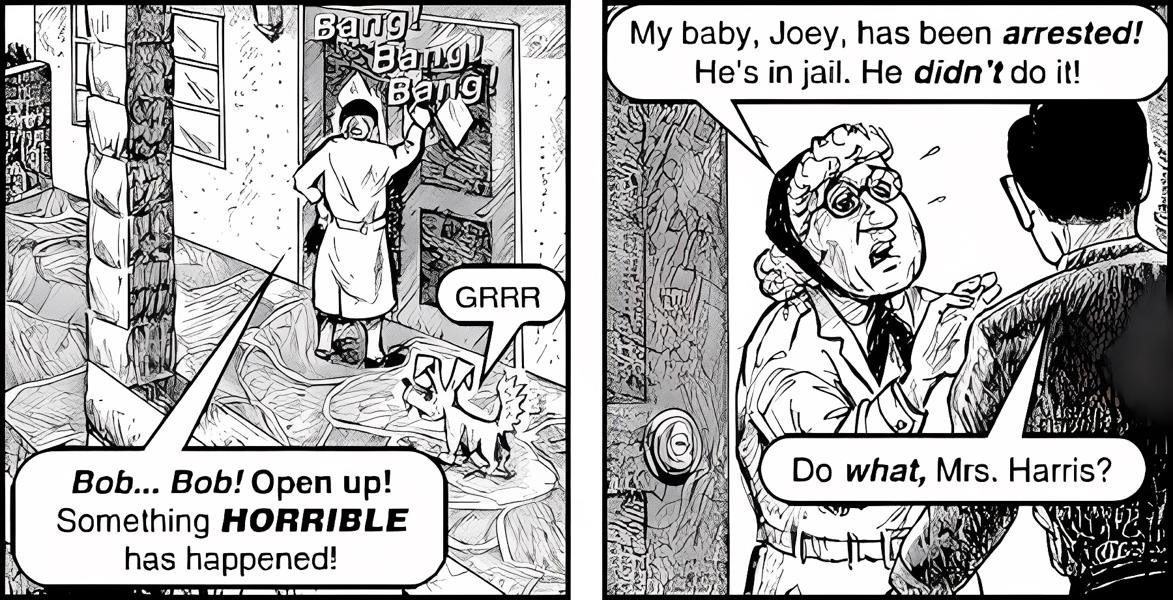 Bang!
Bang!
Bang!
GRRR
Bob... Bob! Open up!
Something HORRIBLE
has happened!
My baby, Joey, has been arrested!
He's in jail. He didn't do it!
Do what, Mrs. Harris?